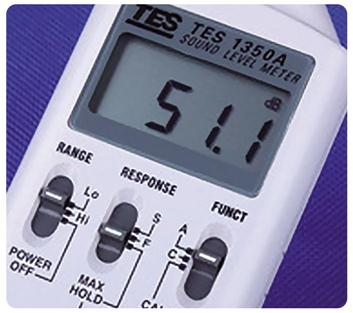 TES
TES 1350A
SOUND LEVEL METER
dB
51.1
RANGE
RESPONSE
FUNCT
Lo
Hi
S
F
A
C
POWER
OFF
MAX
HOLD